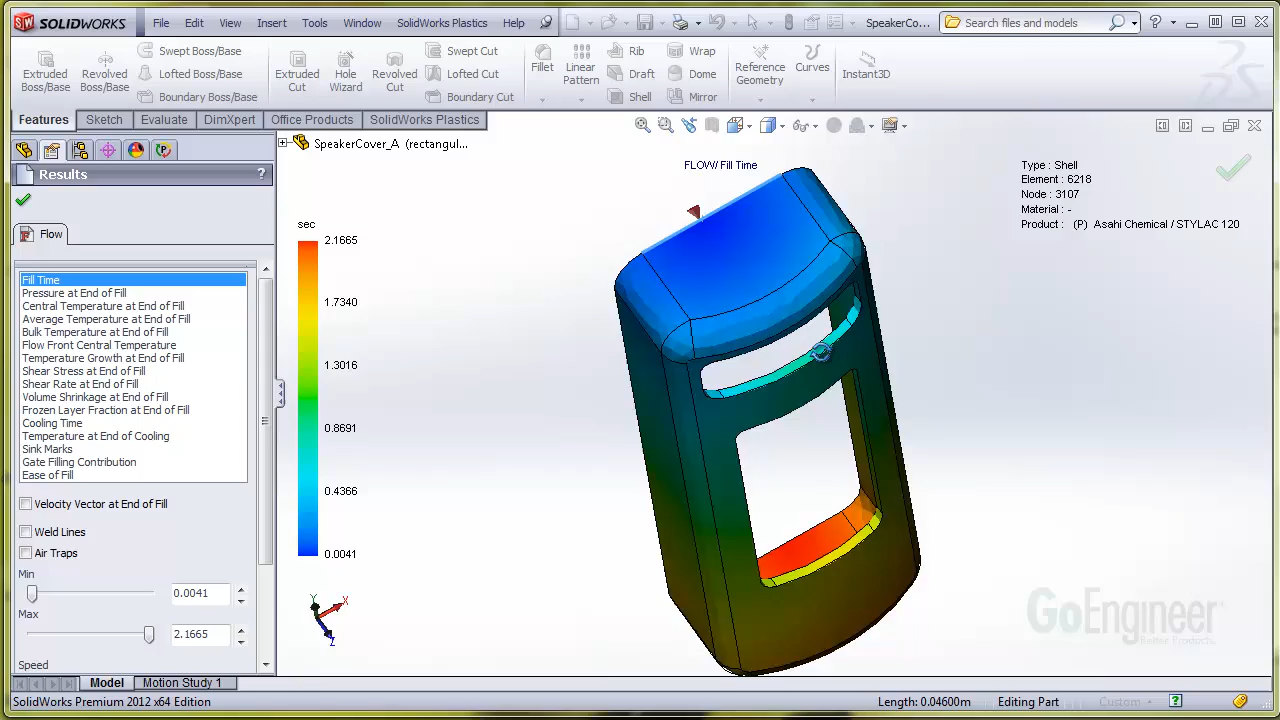 SOLIDWORKS File Edit View Insert Tools Window SolidWorks Plastics Help SpeakerCo... Search files and models ?
Extruded Boss/Base
Revolved Boss/Base
Swept Boss/Base
Lofted Boss/Base
Boundary Boss/Base
Extruded Cut
Hole Wizard
Revolved Cut
Swept Cut
Lofted Cut
Boundary Cut
Fillet
Linear Pattern
Rib
Draft
Shell
Wrap
Dome
Mirror
Reference Geometry
Curves
Instant3D
Features Sketch Evaluate DimXpert Office Products SolidWorks Plastics
SpeakerCover_A (rectangul...
Results ?
Flow
Fill Time
Pressure at End of Fill
Central Temperature at End of Fill
Average Temperature at End of Fill
Bulk Temperature at End of Fill
Flow Front Central Temperature
Temperature Growth at End of Fill
Shear Stress at End of Fill
Shear Rate at End of Fill
Volume Shrinkage at End of Fill
Frozen Layer Fraction at End of Fill
Cooling Time
Temperature at End of Cooling
Sink Marks
Gate Filling Contribution
Ease of Fill
Velocity Vector at End of Fill
Weld Lines
Air Traps
Min
0.0041
Max
2.1665
Speed
FLOW/ Fill Time
Type : Shell
Element : 6218
Node : 3107
Material : -
Product : (P) Asahi Chemical / STYLAC 120
sec
2.1665
1.7340
1.3016
0.8691
0.4366
0.0041
Y
X
Z
GoEngineer
Better Products.
Model Motion Study 1
SolidWorks Premium 2012 x64 Edition Length: 0.04600m Editing Part Custom ?